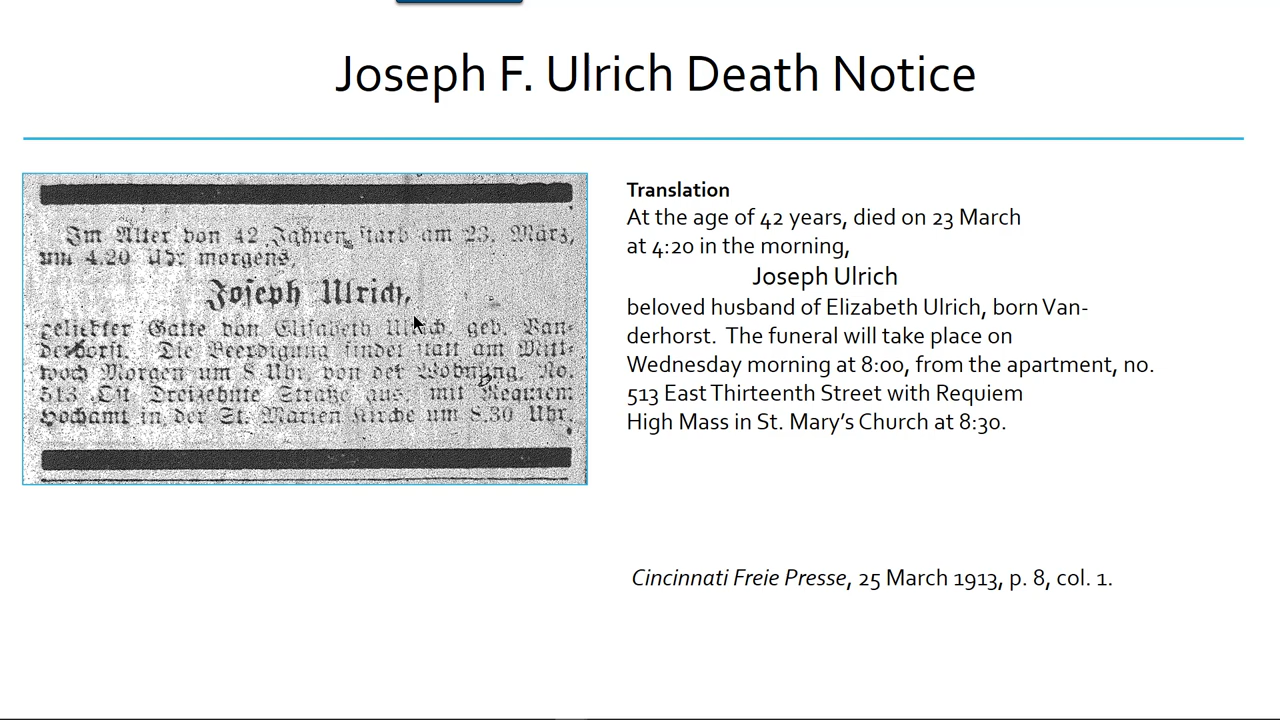 Joseph F. Ulrich Death Notice
Im Alter von 42 Jahren starb am 23. März,
um 4.20 Uhr morgens,
Joseph Ulrich,
geliebter Gatte von Elisabeth Ulrich geb. Van-
derhorst. Die Beerdigung findet statt am Mitt-
woch Morgen um 8 Uhr von der Wohnung, No.
513 Ost Dreizehnte Straße aus, mit Requiem
Hochamt in der St. Marien Kirche um 8.30 Uhr.
Translation
At the age of 42 years, died on 23 March
at 4:20 in the morning,
Joseph Ulrich
beloved husband of Elizabeth Ulrich, born Van-
derhorst. The funeral will take place on
Wednesday morning at 8:00, from the apartment, no.
513 East Thirteenth Street with Requiem
High Mass in St. Mary's Church at 8:30.
Cincinnati Freie Presse, 25 March 1913, p. 8, col. 1.